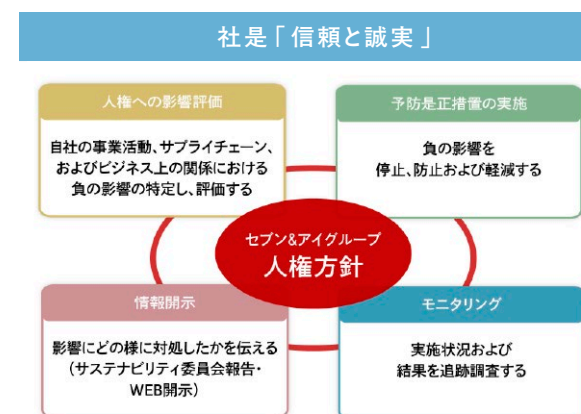 社是「信頼と誠実」
人権への影響評価
自社の事業活動、サプライチェーン、
およびビジネス上の関係における
負の影響の特定し、評価する
予防是正措置の実施
負の影響を
停止、防止および軽減する
セブン&アイグループ
人権方針
情報開示
影響にどの様に対処したかを伝える
(サステナビリティ委員会報告・
WEB開示)
モニタリング
実施状況および
結果を追跡調査する